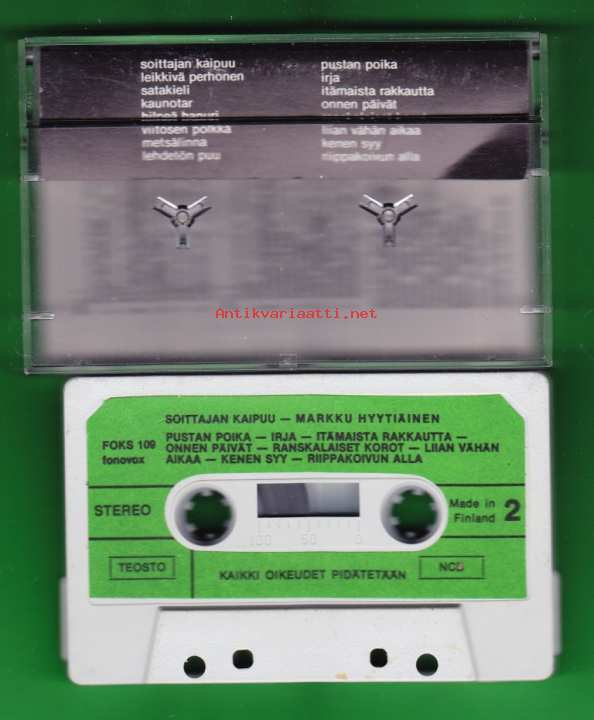 soittajan kaipuu
leikkivä perhonen
satakieli
kaunotar
viitosen polkka
metsälinna
lehdetön puu
pustan poika
irja
itämaista rakkautta
onnen päivät
liian vähän aikaa
kenen syy
riippakoivun alla
Antikvariaatti.net
SOITTAJAN KAIPUU — MARKKU HYYTIÄINEN
FOKS 109
fonovox
PUSTAN POIKA — IRJA — ITÄMAISTA RAKKAUTTA —
ONNEN PÄIVÄT — RANSKALAISET KOROT — LIIAN VÄHÄN
AIKAA — KENEN SYY — RIIPPAKOIVUN ALLA
STEREO
100 50 0
Made in
Finland
2
TEOSTO
KAIKKI OIKEUDET PIDÄTETÄÄN
NCB